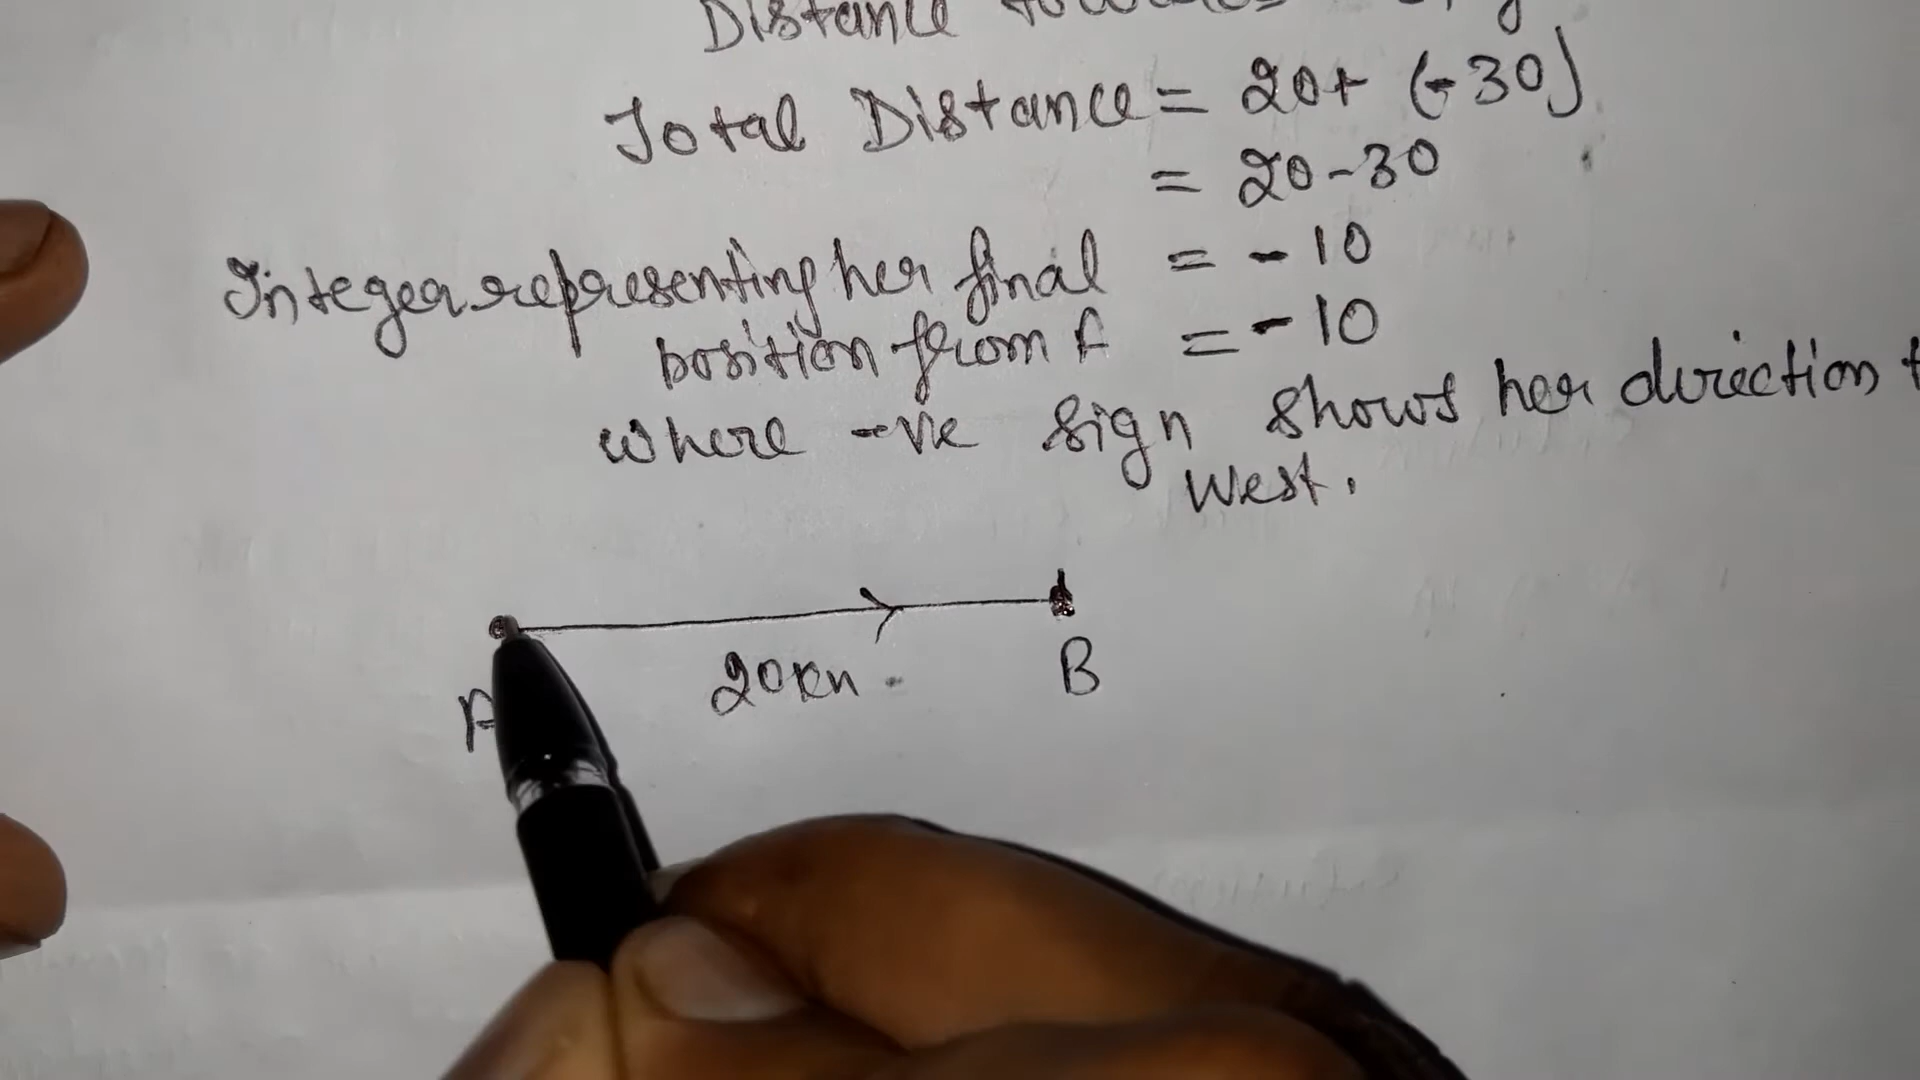 Distance
Total Distance = 20+ (-30)
= 20-30
Integer representing her final = -10
position from A = -10
where -ve sign shows her direction
west.
20km
B
A